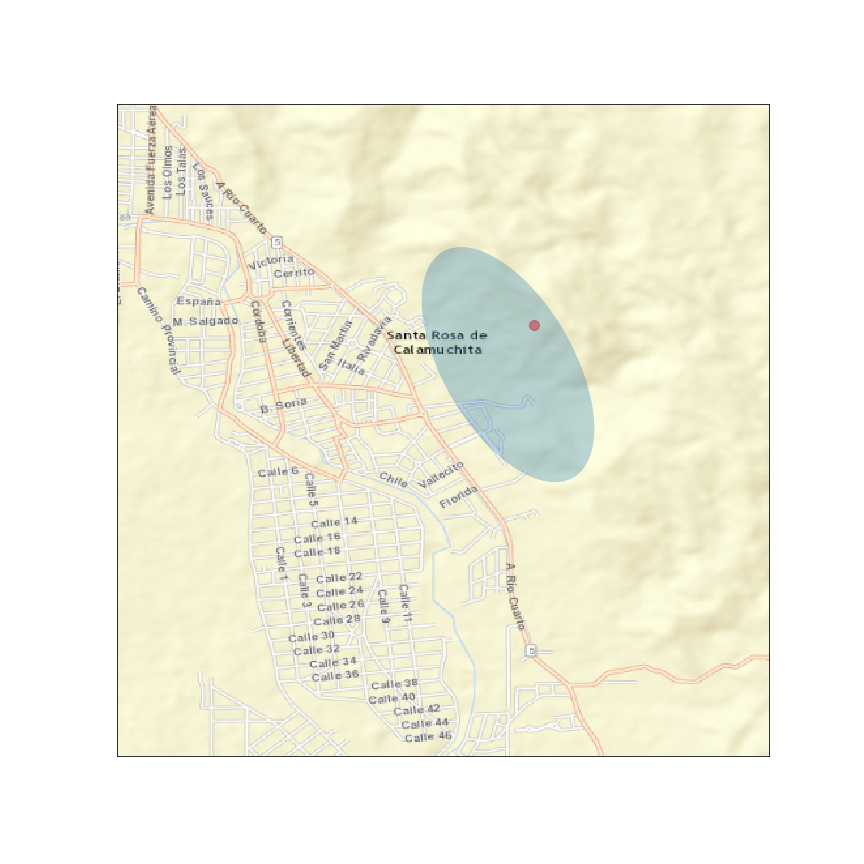 Avenida Fuerza Aérea
Los Olmos
Los Talas
Los Sauces
A Río Cuarto
5
Victoria
Cerrito
España
M. Salgado
Camino Provincial
Córdoba
Corrientes
Libertad
San Martín
Rivadavia
Italia
Santa Rosa de
Calamuchita
B. Soria
Calle 6
Calle 5
Chile
Vallecito
Florida
Calle 14
Calle 16
Calle 18
Calle 1
Calle 3
Calle 22
Calle 24
Calle 26
Calle 28
Calle 9
Calle 11
A. Río Cuarto
Calle 30
Calle 32
Calle 34
Calle 36
Calle 38
Calle 40
Calle 42
Calle 44
Calle 46